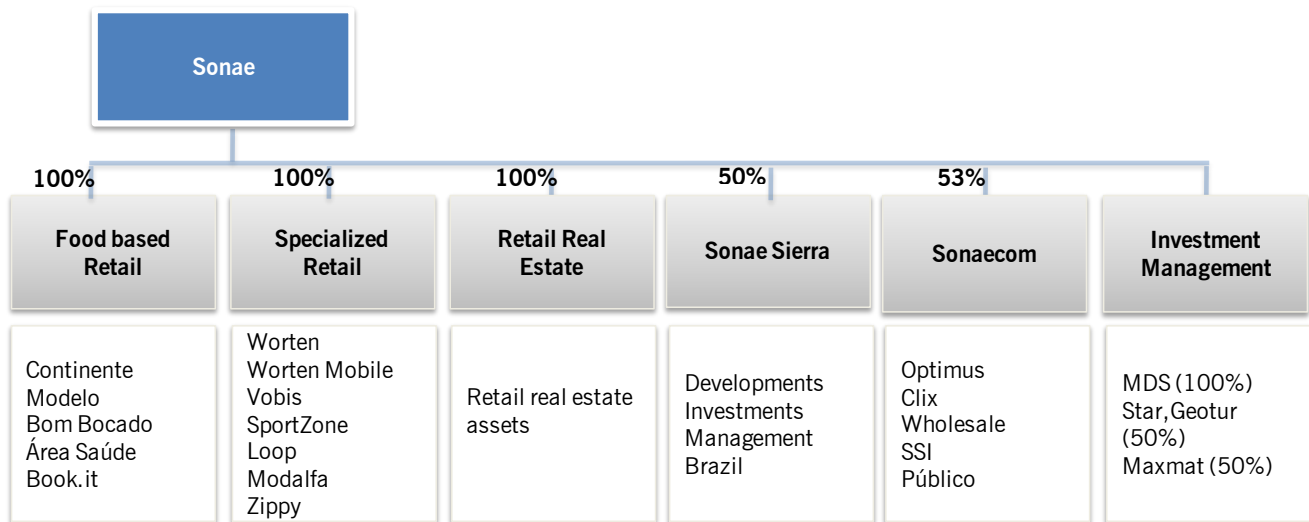 Sonae
100%
100%
100%
50%
53%
Food based
Retail
Specialized
Retail
Retail Real
Estate
Sonae Sierra
Sonaecom
Investment
Management
Continente
Modelo
Bom Bocado
Área Saúde
Book.it
Worten
Worten Mobile
Vobis
SportZone
Loop
Modalfa
Zippy
Retail real estate
assets
Developments
Investments
Management
Brazil
Optimus
Clix
Wholesale
SSI
Público
MDS (100%)
Star,Geotur
(50%)
Maxmat (50%)